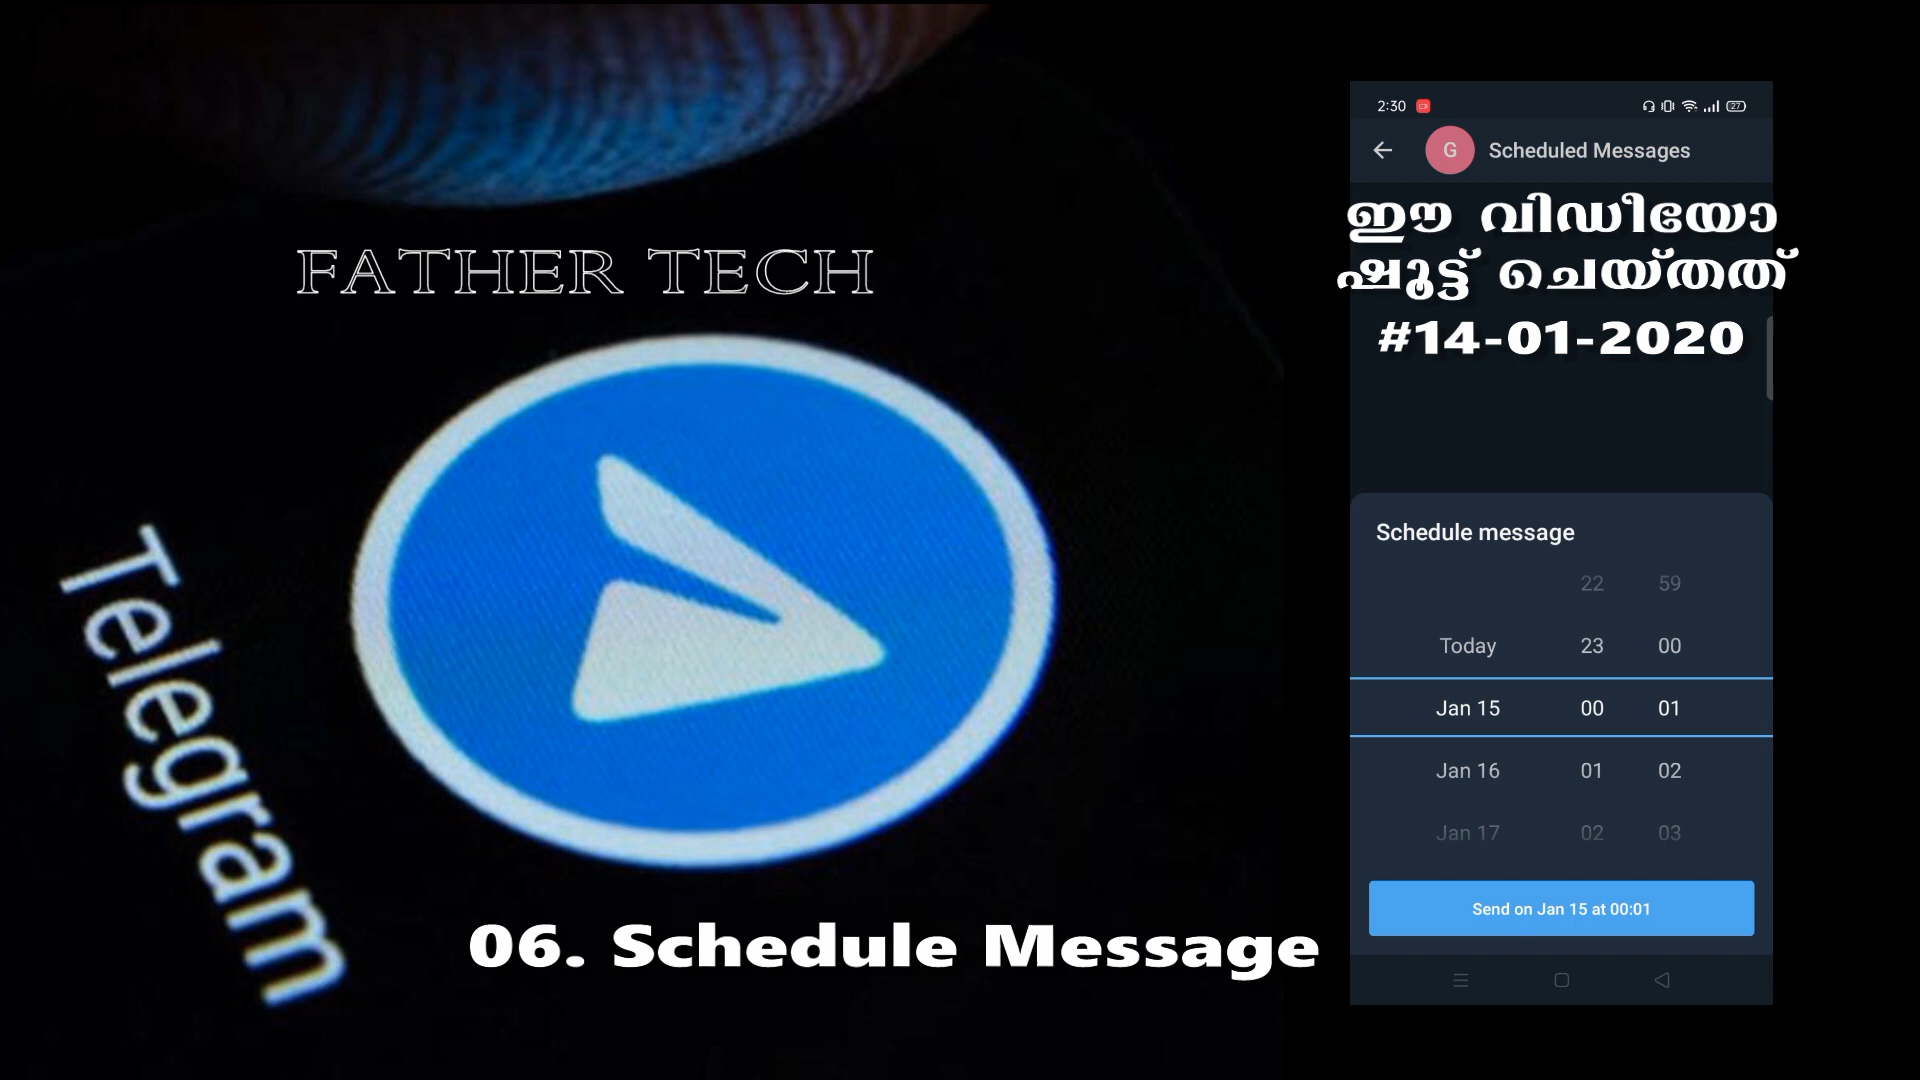 FATHER TECH
Telegram
06. Schedule Message
2:30
27
G Scheduled Messages
ഈ വിഡീയോ
ഷൂട്ട് ചെയ്തത്
#14-01-2020
Schedule message
22 59
Today 23 00
Jan 15 00 01
Jan 16 01 02
Jan 17 02 03
Send on Jan 15 at 00:01